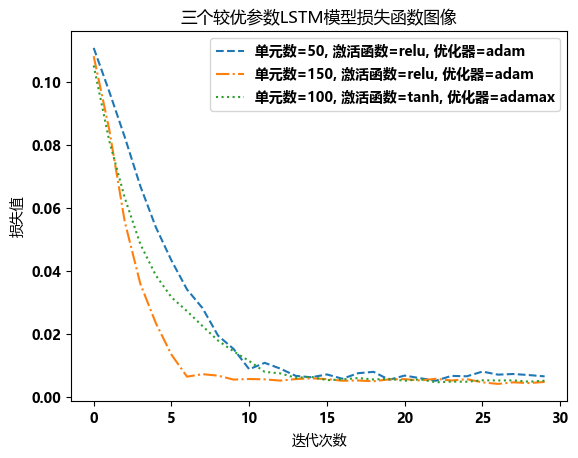 三个较优参数LSTM模型损失函数图像
单元数=50, 激活函数=relu, 优化器=adam
单元数=150, 激活函数=relu, 优化器=adam
单元数=100, 激活函数=tanh, 优化器=adamax
损失值
0.10
0.08
0.06
0.04
0.02
0.00
0 5 10 15 20 25 30
迭代次数